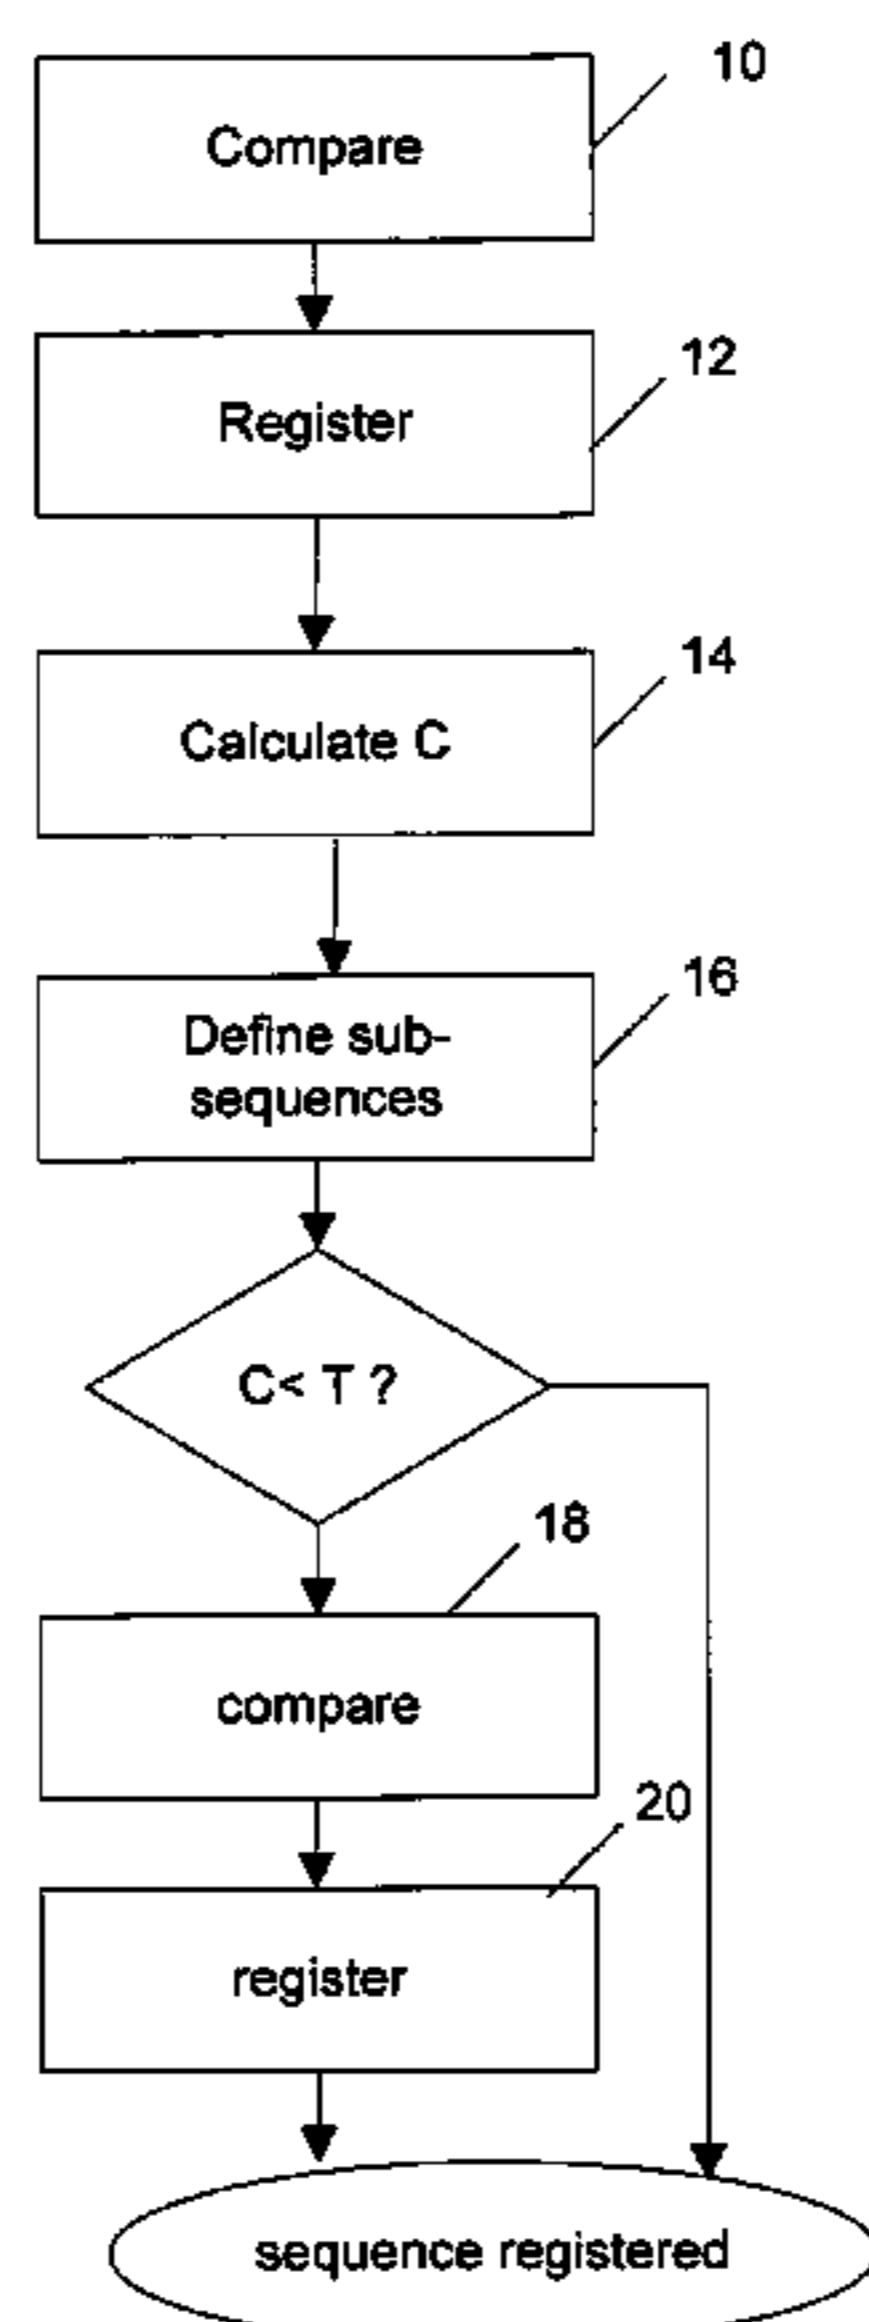 10
Compare
12
Register
14
Calculate C
16
Define sub-
sequences
C< T ?
18
compare
20
register
sequence registered